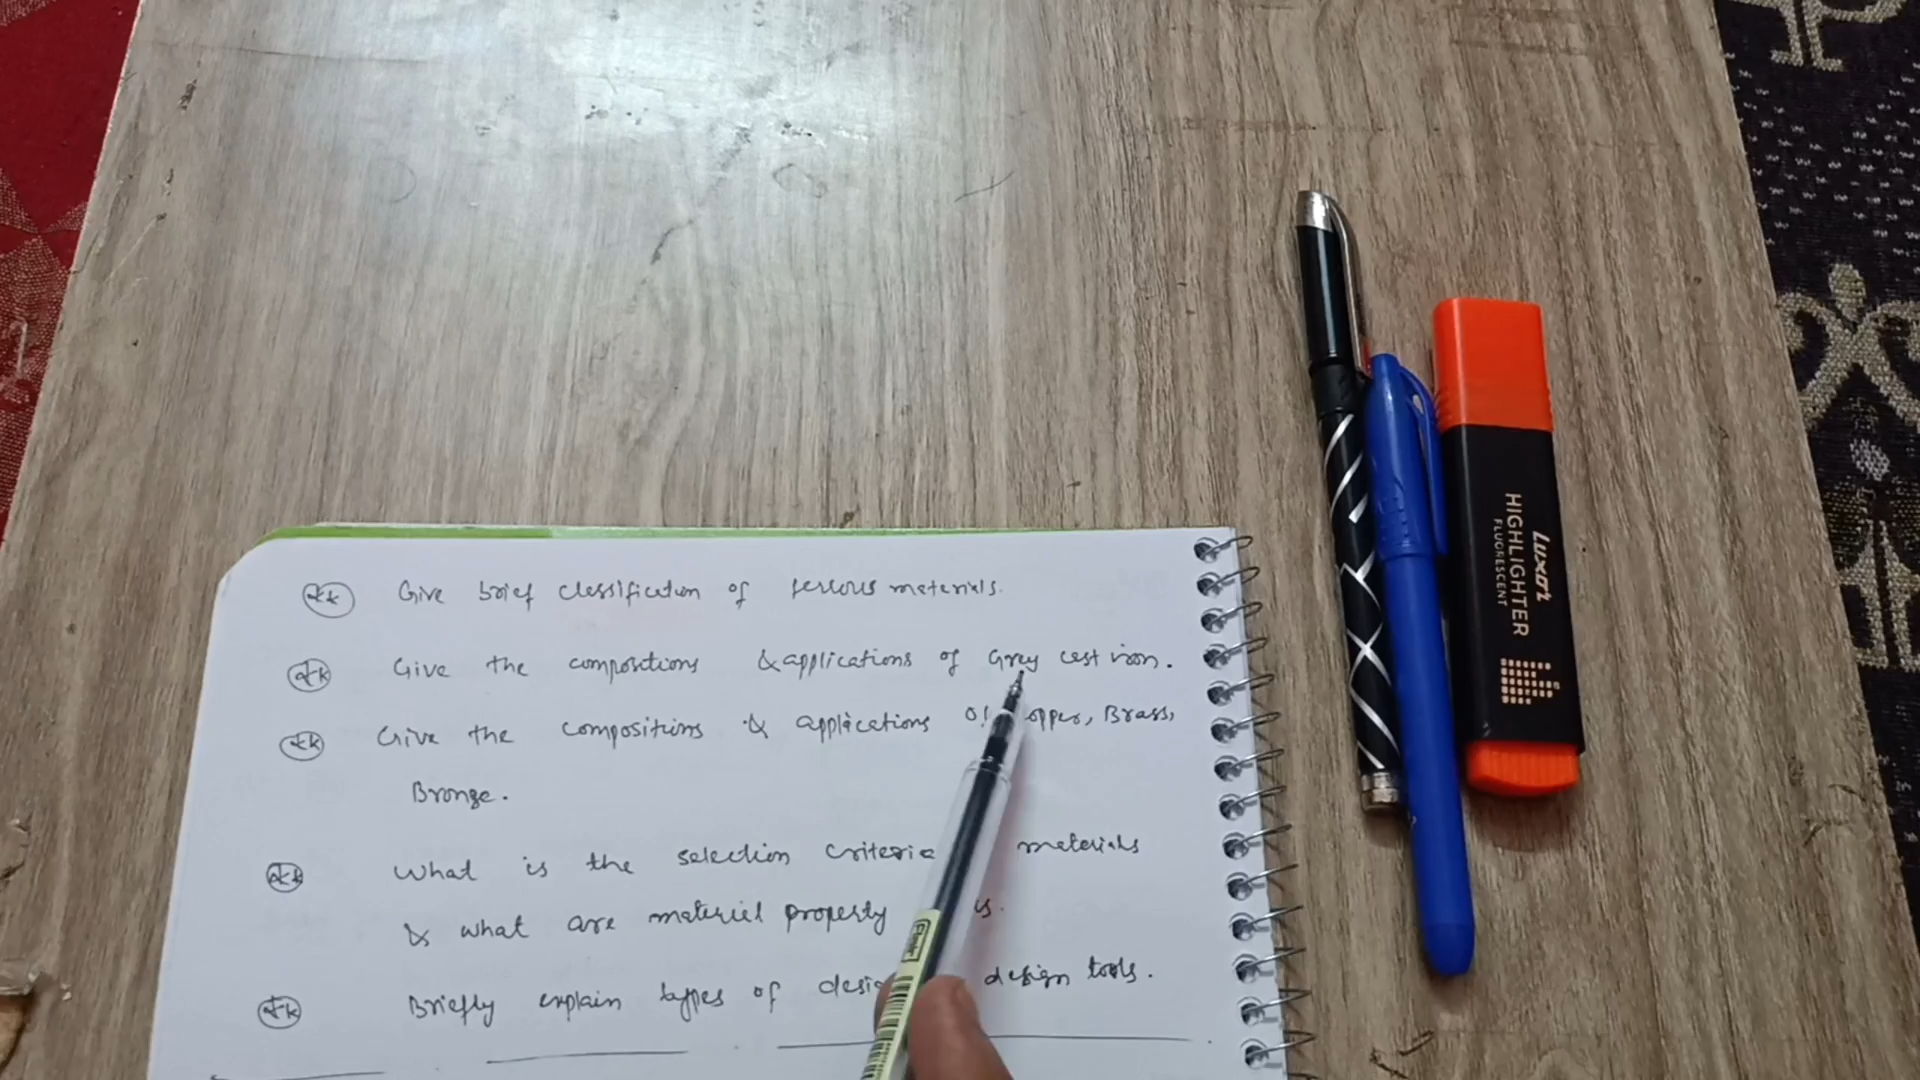 Give brief classification of ferrous materials.
Give the compositions & applications of Grey cast iron.
Give the compositions & applications of copper, Brass,
Bronze.
What is the selection criteria materials
& what are material property
Briefly explain types of design design tools.
Luxor
HIGHLIGHTER
FLUORESCENT